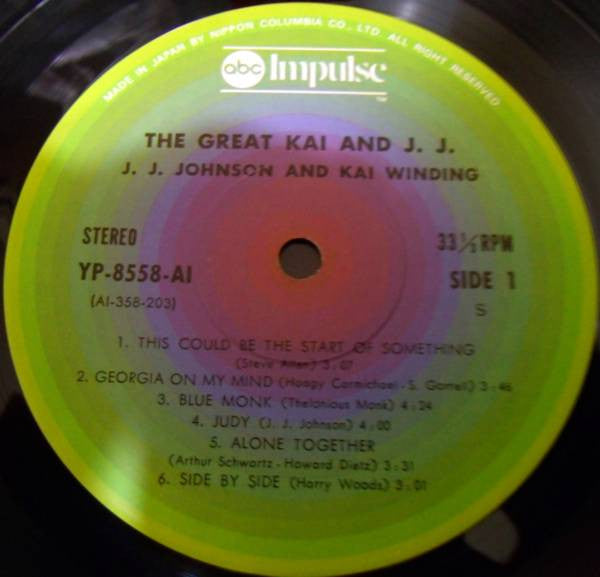 MADE IN JAPAN BY NIPPON COLUMBIA CO., LTD. ALL RIGHT RESERVED
abc Impulse
TM
THE GREAT KAI AND J. J.
J. J. JOHNSON AND KAI WINDING
STEREO
33⅓ RPM
YP-8558-AI
SIDE 1
(AI-358-203)
S
1. THIS COULD BE THE START OF SOMETHING
(Steve Allen) 3:07
2. GEORGIA ON MY MIND (Hoagy Carmichael - S. Gorrell) 3:46
3. BLUE MONK (Thelonious Monk) 4:24
4. JUDY (J. J. Johnson) 4:00
5. ALONE TOGETHER
(Arthur Schwartz - Howard Dietz) 3:31
6. SIDE BY SIDE (Harry Woods) 3:01